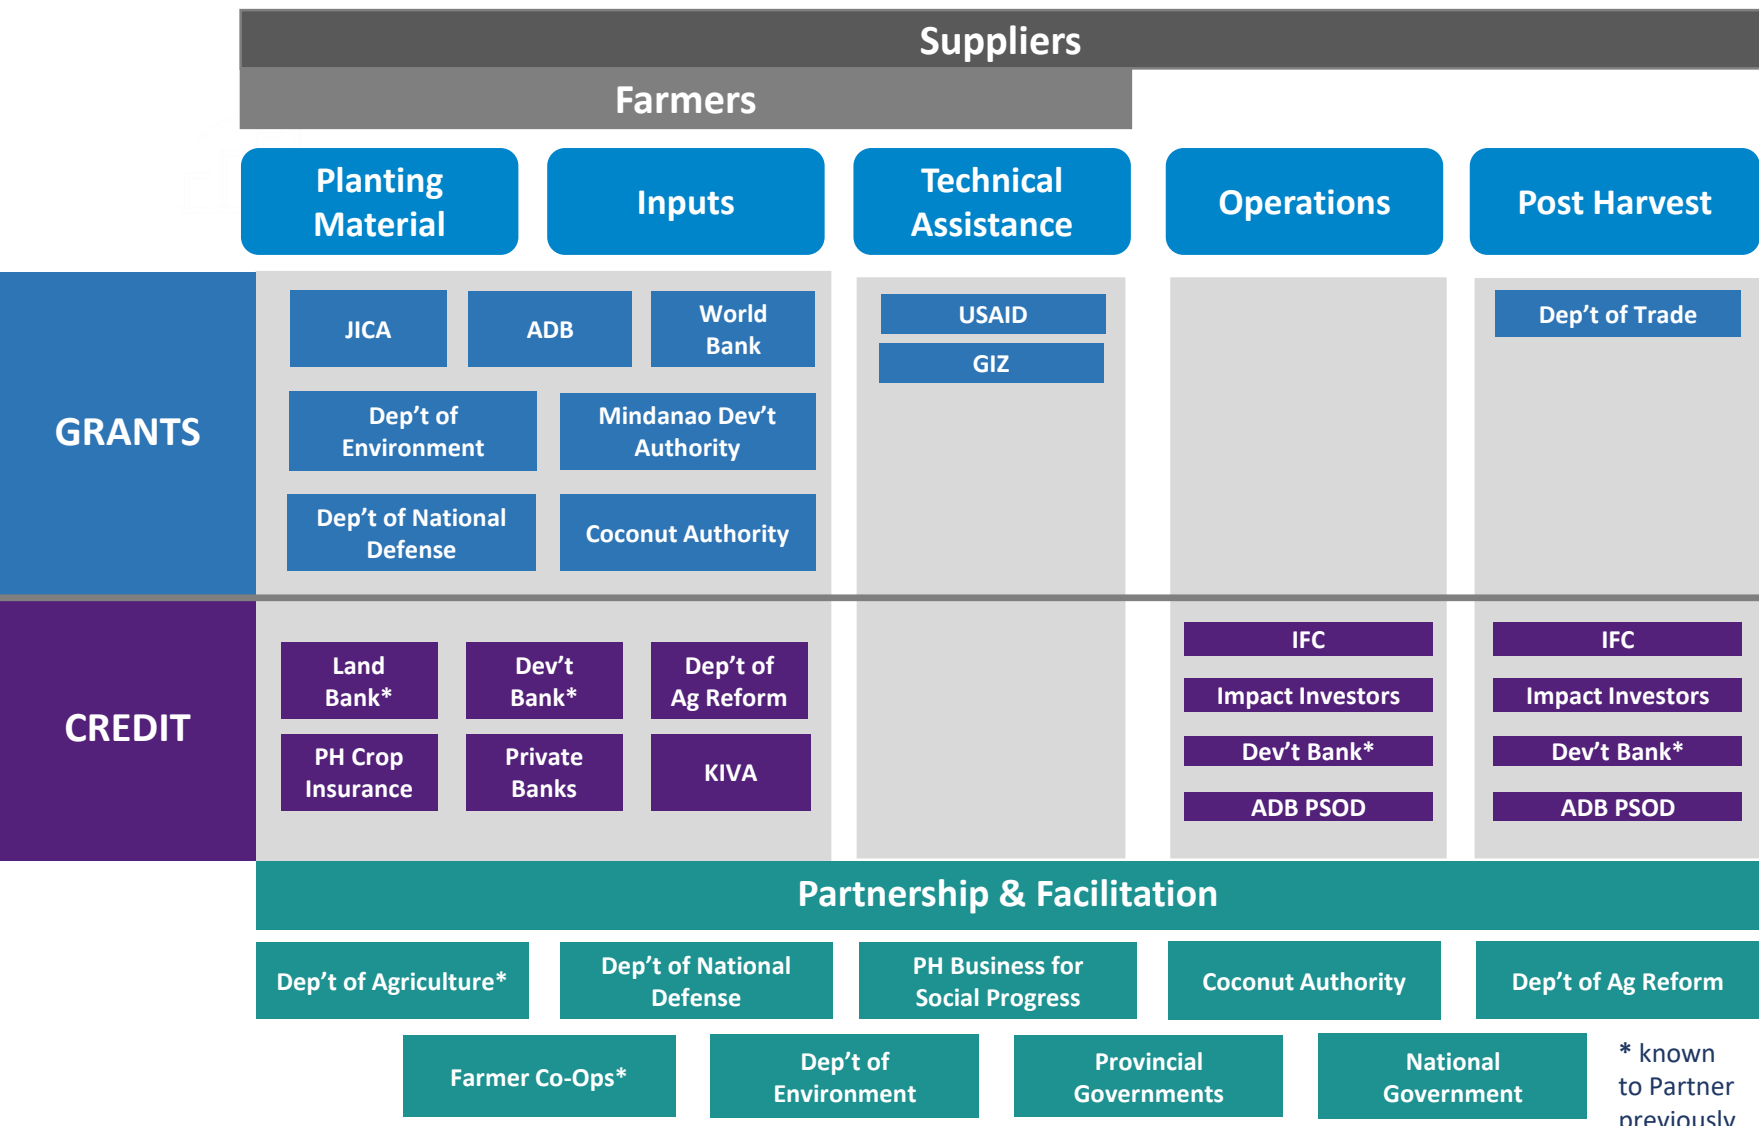 Suppliers
Farmers
Planting
Material
Inputs
Technical
Assistance
Operations
Post Harvest
GRANTS
JICA
ADB
World
Bank
Dep't of
Environment
Mindanao Dev't
Authority
Dep't of National
Defense
Coconut Authority
USAID
GIZ
Dep't of Trade
CREDIT
Land
Bank*
Dev't
Bank*
Dep't of
Ag Reform
PH Crop
Insurance
Private
Banks
KIVA
IFC
Impact Investors
Dev't Bank*
ADB PSOD
IFC
Impact Investors
Dev't Bank*
ADB PSOD
Partnership & Facilitation
Dep't of Agriculture*
Dep't of National
Defense
PH Business for
Social Progress
Coconut Authority
Dep't of Ag Reform
Farmer Co-Ops*
Dep't of
Environment
Provincial
Governments
National
Government
* known
to Partner
previously